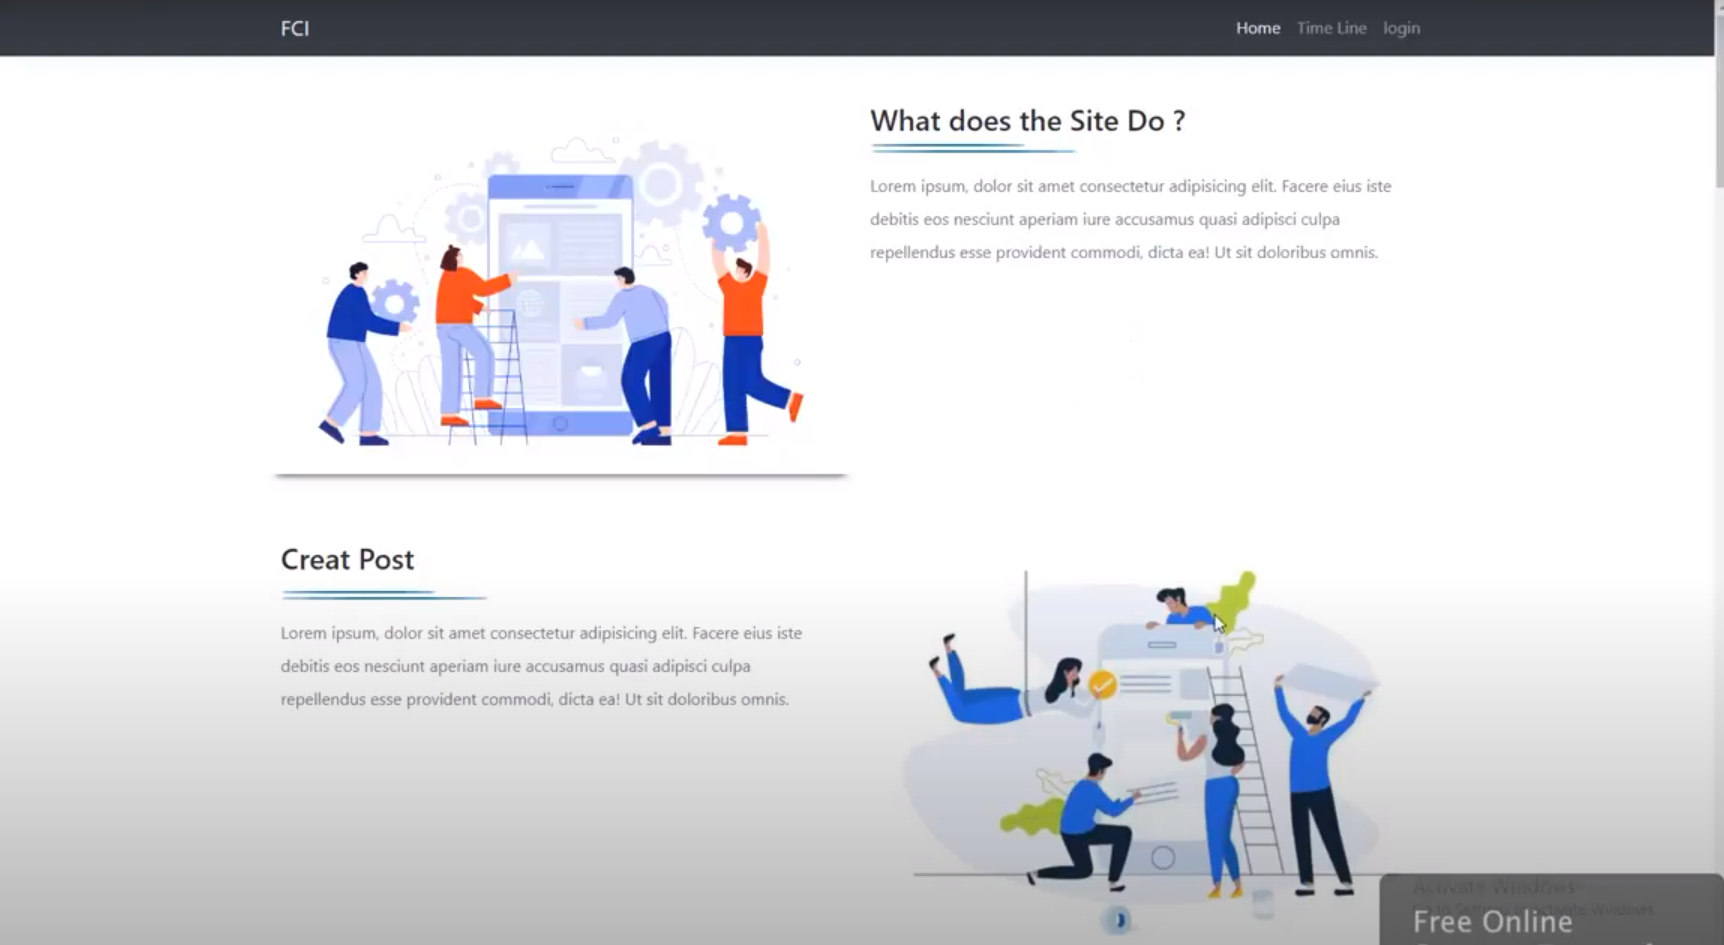 FCI
Home Time Line login
What does the Site Do ?
Lorem ipsum, dolor sit amet consectetur adipisicing elit. Facere eius iste
debitis eos nesciunt aperiam iure accusamus quasi adipisci culpa
repellendus esse provident commodi, dicta ea! Ut sit doloribus omnis.
Creat Post
Lorem ipsum, dolor sit amet consectetur adipisicing elit. Facere eius iste
debitis eos nesciunt aperiam iure accusamus quasi adipisci culpa
repellendus esse provident commodi, dicta ea! Ut sit doloribus omnis.
Activate Windows
Go to Settings to activate Windows
Free Online